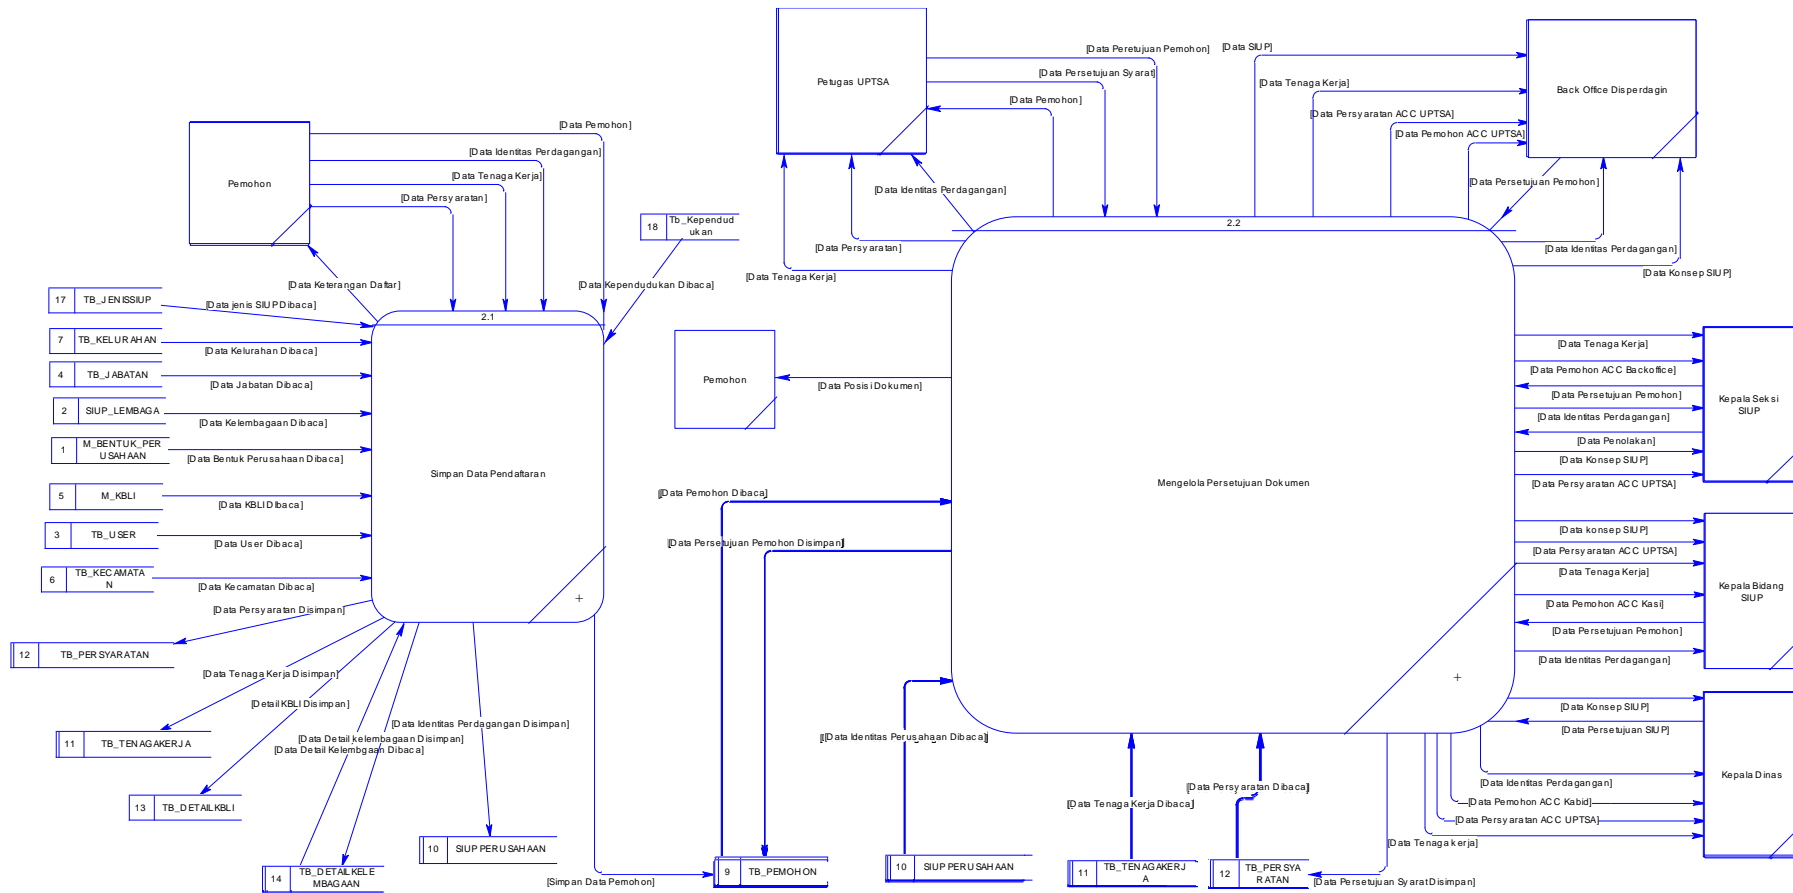 [Data SIUP]
[Data Peretujuan Pemohon]
[Data Persetujuan Syarat]
Petugas UPTSA
[Data Tenaga Kerja]
Back Office Disperdagin
[Data Pemohon]
[Data Persyaratan ACC UPTSA]
[Data Pemohon ACC UPTSA]
[Data Pemohon]
[Data Identitas Perdagangan]
[Data Tenaga Kerja]
Pemohon
[Data Persyaratan]
[Data Identitas Perdagangan]
[Data Persetujuan Pemohon]
18
Tb_Kepend
ukan
2.2
[Data Persyaratan]
[Data Identitas Perdagangan]
[Data Tenaga Kerja]
[Data Konsep SIUP]
[Data Keterangan Daftar]
[Data Kependudukan Dibaca]
17
TB_JENISSIUP
[Data jenis SIUP Dibaca]
2.1
7
TB_KELURAHAN
[Data Kelurahan Dibaca]
4
TB_JABATAN
[Data Jabatan Dibaca]
2
SIUP_LEMBAGA
[Data Kelembagaan Dibaca]
1
M_BENTUK_PER
USAHAAN
[Data Bentuk Perusahaan Dibaca]
5
M_KBLI
[Data KBLI DIbaca]
3
TB_USER
[Data User Dibaca]
6
TB_KECAMATA
N
[Data Kecamatan Dibaca]
Simpan Data Pendaftaran
+
Pemohon
[Data Posisi Dokumen]
Mengelola Persetujuan Dokumen
+
[Data Pemohon Dibaca]
[Data Persetujuan Pemohon Disimpan]
[Data Tenaga Kerja]
[Data Pemohon ACC Backoffice]
[Data Persetujuan Pemohon]
[Data Identitas Perdagangan]
[Data Penolakan]
[Data Konsep SIUP]
[Data Persyaratan ACC UPTSA]
Kepala Seksi
SIUP
[Data konsep SIUP]
[Data Persyaratan ACC UPTSA]
[Data Tenaga Kerja]
[Data Pemohon ACC Kasi]
[Data Persetujuan Pemohon]
[Data Identitas Perdagangan]
Kepala Bidang
SIUP
[Data Konsep SIUP]
[Data Persetujuan SIUP]
[Data Identitas Perdagangan]
[Data Pemohon ACC Kabid]
[Data Persyaratan ACC UPTSA]
[Data Tenaga kerja]
Kepala Dinas
[Data Persyaratan Disimpan]
12
TB_PERSYARATAN
[Data Tenaga Kerja Disimpan]
[Detail KBLI Disimpan]
[Data Identitas Perdagangan Disimpan]
[Data Detail kelembagaan Disimpan]
[Data Detail Kelembgaan Dibaca]
11
TB_TENAGAKERJA
13
TB_DETAILKBLI
10
SIUP PERUSAHAAN
14
TB_DETAILKELE
MBAGAAN
[Simpan Data Pemohon]
[Data Identitas Perusahaan Dibaca]
[Data Tenaga Kerja Dibaca]
[Data Persyaratan Dibaca]
9
TB_PEMOHON
10
SIUP PERUSAHAAN
11
TB_TENAGAKERJ
A
12
TB_PERSYA
RATAN
[Data Persetujuan Syarat Disimpan]